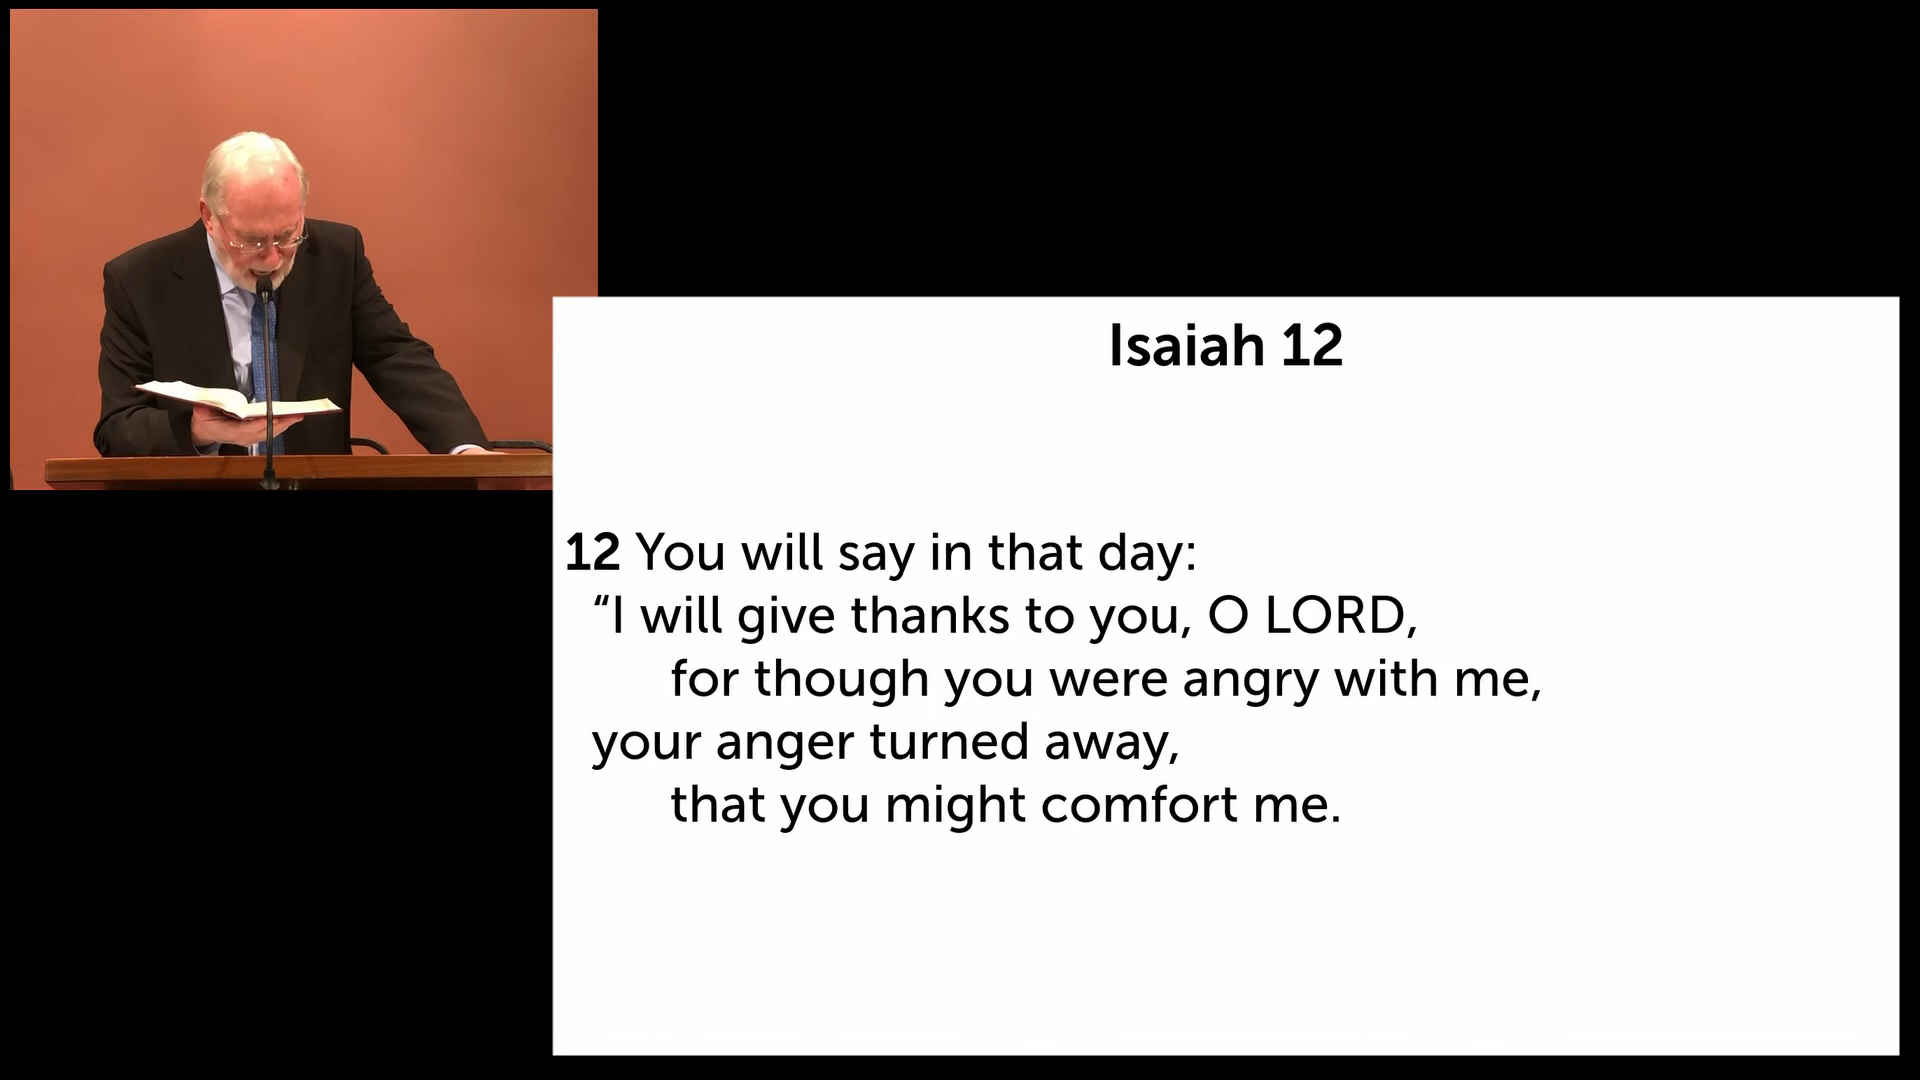 Isaiah 12
12 You will say in that day:
“I will give thanks to you, O LORD,
for though you were angry with me,
your anger turned away,
that you might comfort me.